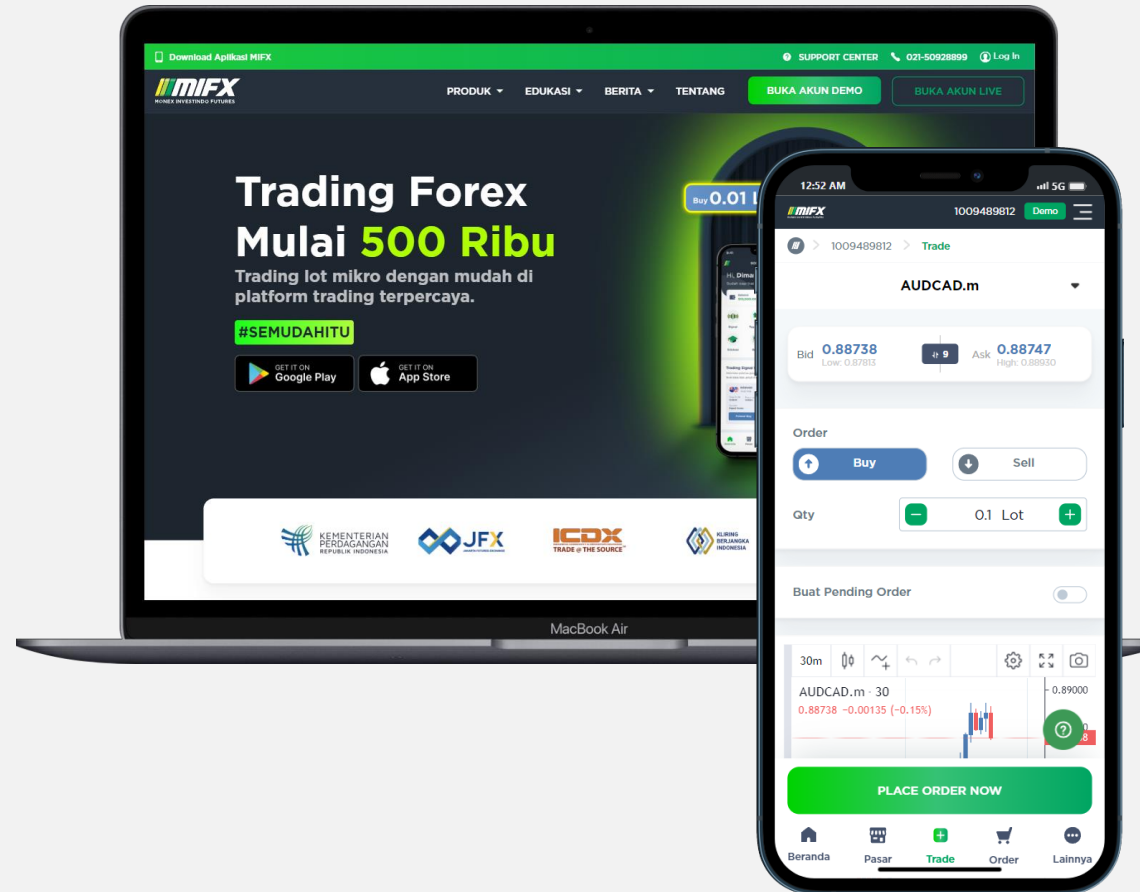 Download Aplikasi MIFX
SUPPORT CENTER 021-50928899 Log In
MIFX
MONEX INVESTINDO FUTURES
PRODUK EDUKASI BERITA TENTANG BUKA AKUN DEMO BUKA AKUN LIVE
Trading Forex
Mulai 500 Ribu
Trading lot mikro dengan mudah di
platform trading terpercaya.
#SEMUDAHITU
GET IT ON
Google Play
GET IT ON
App Store
Buy 0.01
KEMENTERIAN
PERDAGANGAN
REPUBLIK INDONESIA
JFX
JAKARTA FUTURES EXCHANGE
ICDX
TRADE @ THE SOURCE
KLIRING
BERJANGKA
INDONESIA
MacBook Air
12:52 AM 5G
MIFX 1009489812 Demo
1009489812 > Trade
AUDCAD.m
Bid 0.88738 9 Ask 0.88747
Low: 0.87813 High: 0.88930
Order
Buy Sell
Qty 0.1 Lot
Buat Pending Order
30m
AUDCAD.m · 30
0.88738 −0.00135 (−0.15%)
0.89000
PLACE ORDER NOW
Beranda Pasar Trade Order Lainnya